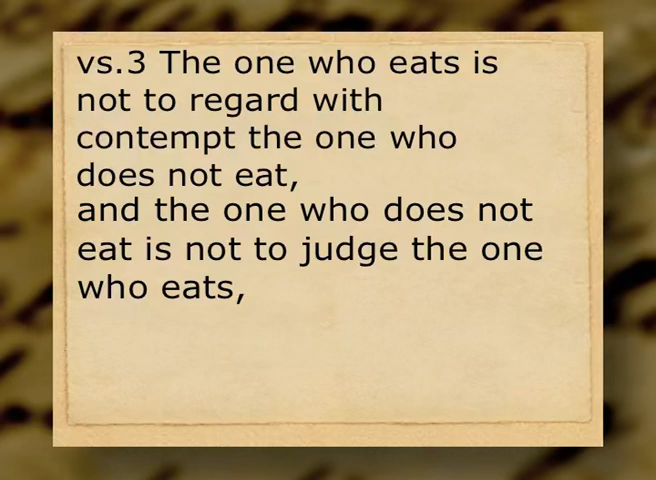 vs.3 The one who eats is
not to regard with
contempt the one who
does not eat,
and the one who does not
eat is not to judge the one
who eats,